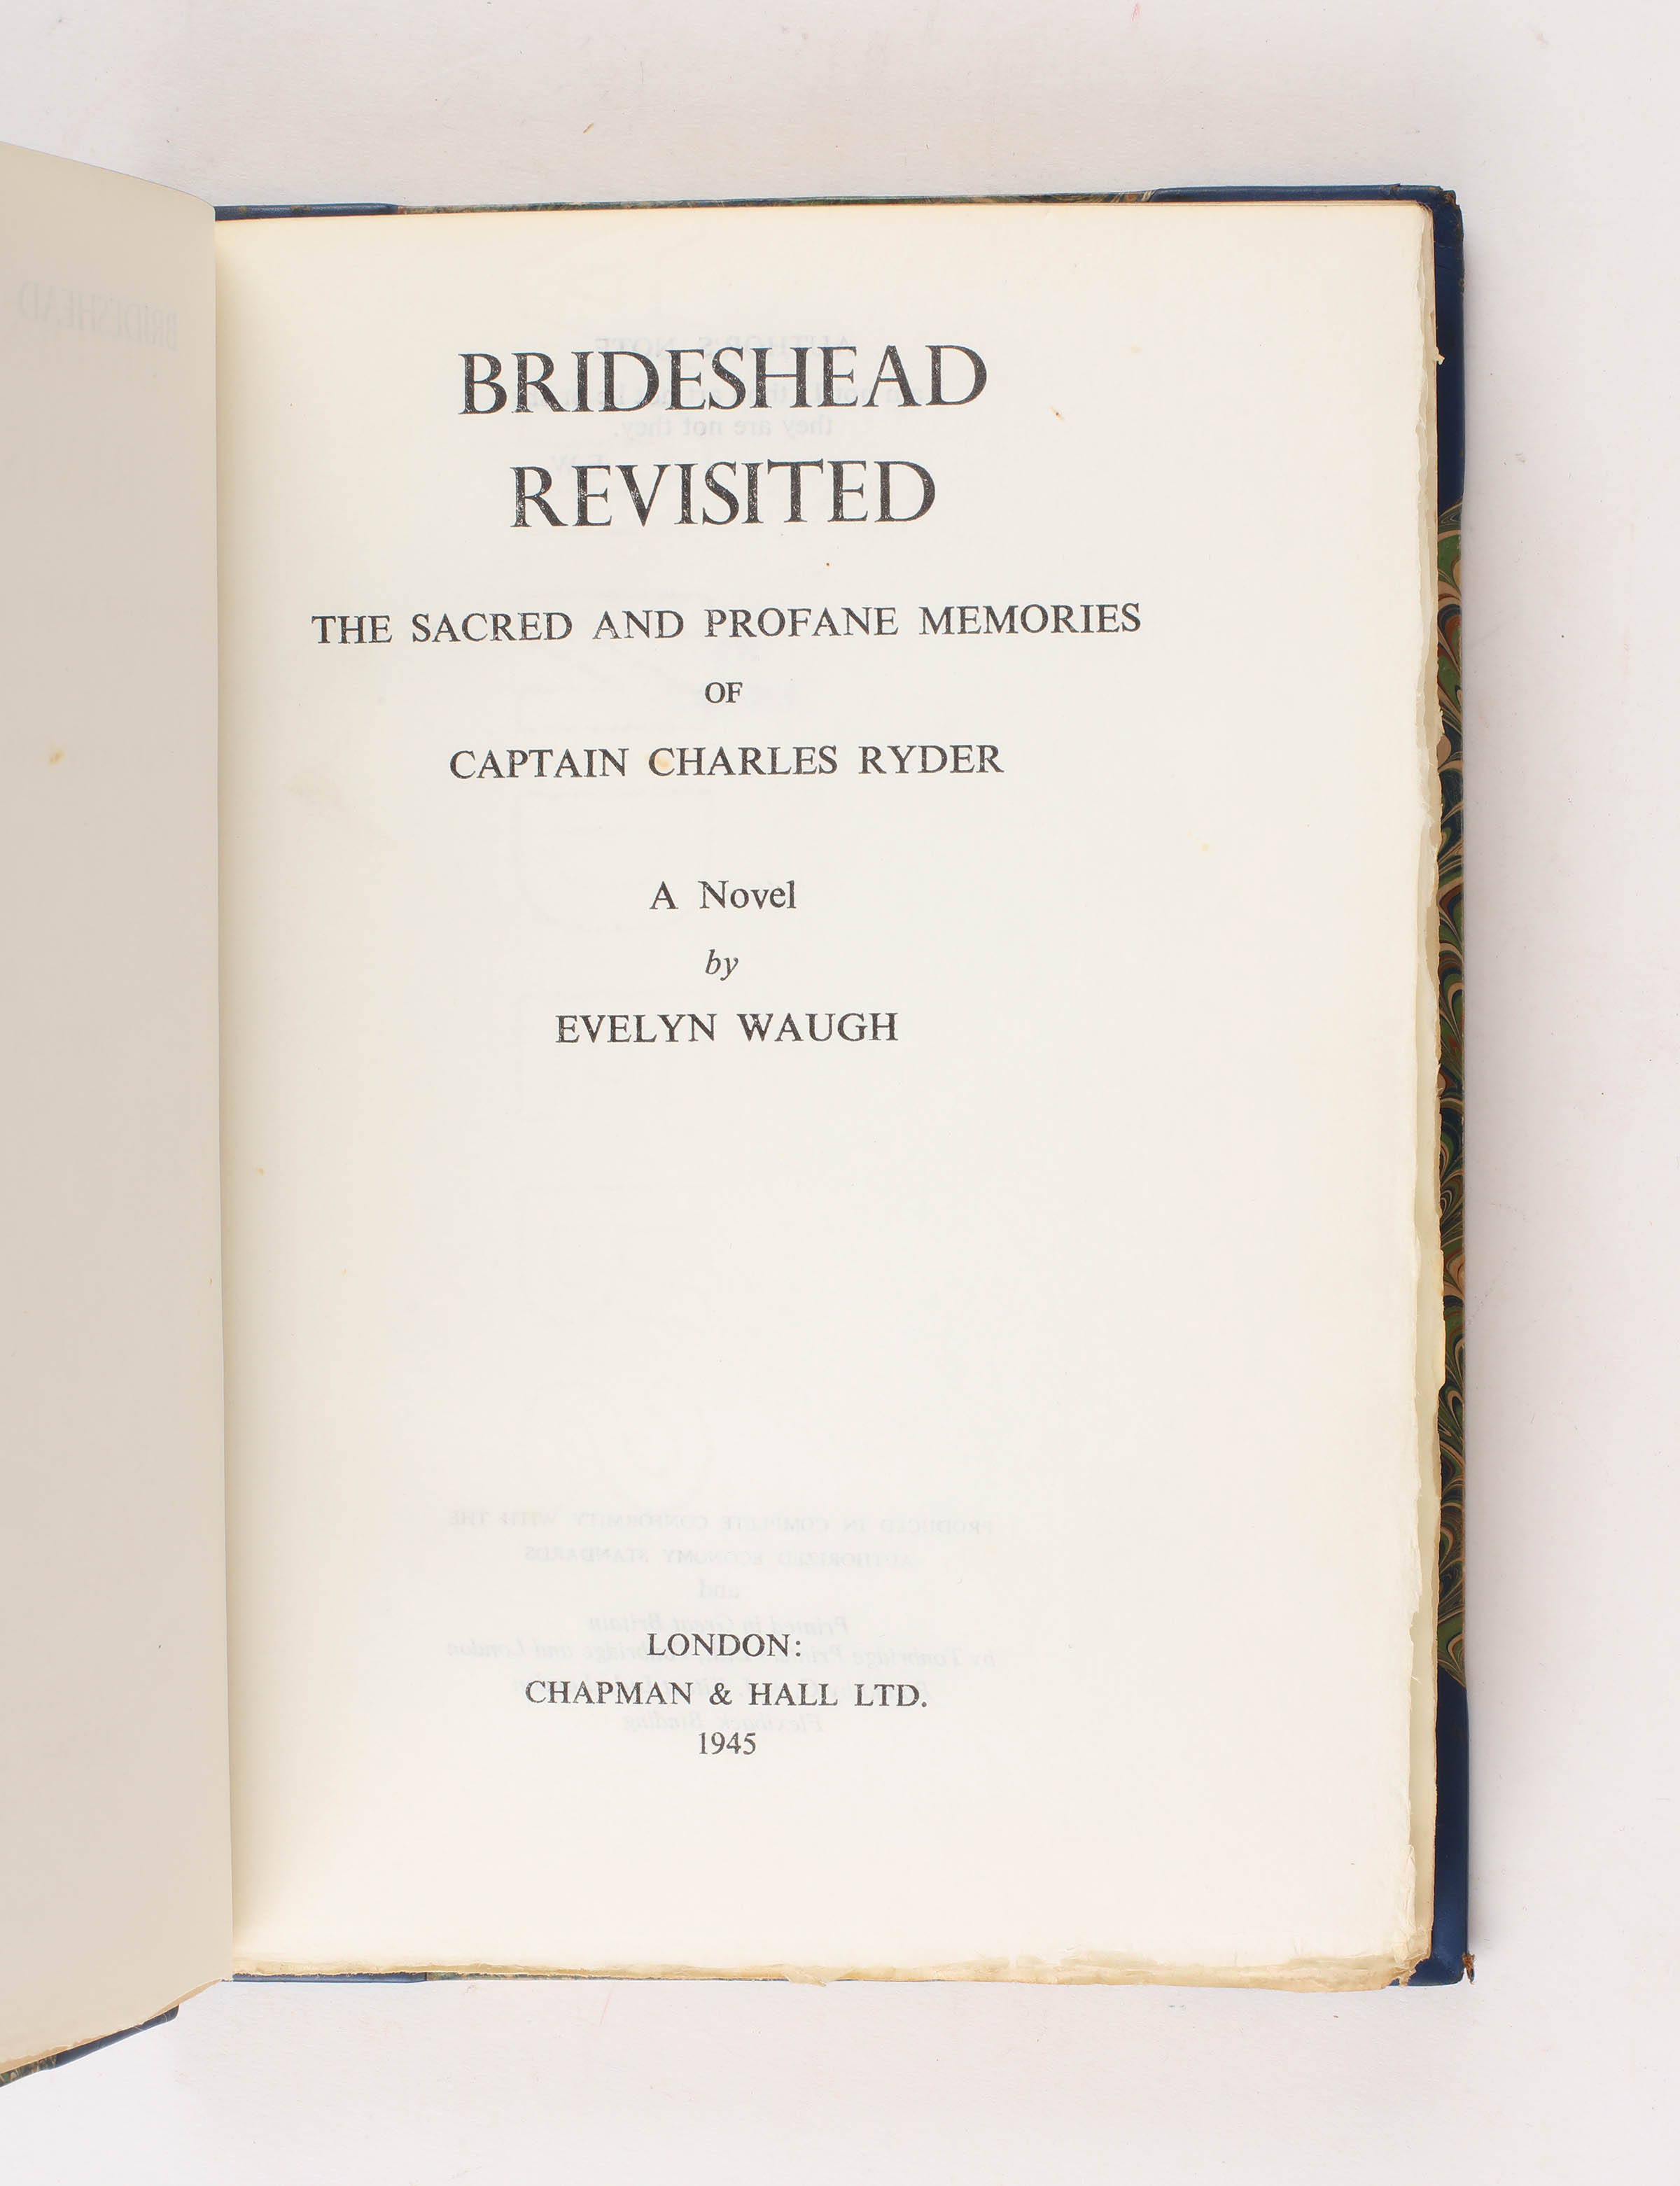 BRIDESHEAD
REVISITED
THE SACRED AND PROFANE MEMORIES
OF
CAPTAIN CHARLES RYDER
A Novel
by
EVELYN WAUGH
LONDON:
CHAPMAN & HALL LTD.
1945